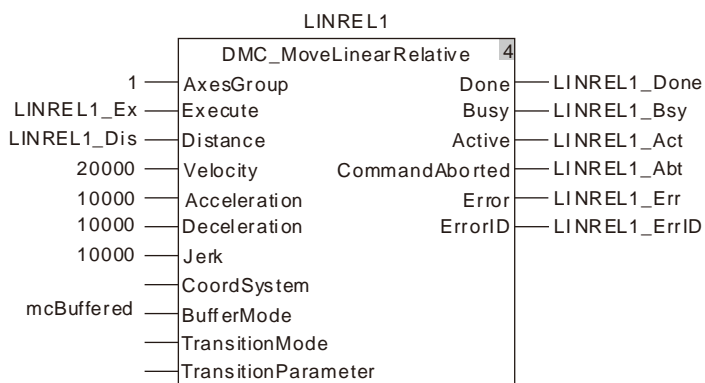 LINREL1
DMC_MoveLinearRelative 4
1 AxesGroup Done LINREL1_Done
LINREL1_Ex Execute Busy LINREL1_Bsy
LINREL1_Dis Distance Active LINREL1_Act
20000 Velocity CommandAborted LINREL1_Abt
10000 Acceleration Error LINREL1_Err
10000 Deceleration ErrorID LINREL1_ErrID
10000 Jerk
CoordSystem
mcBuffered BufferMode
TransitionMode
TransitionParameter